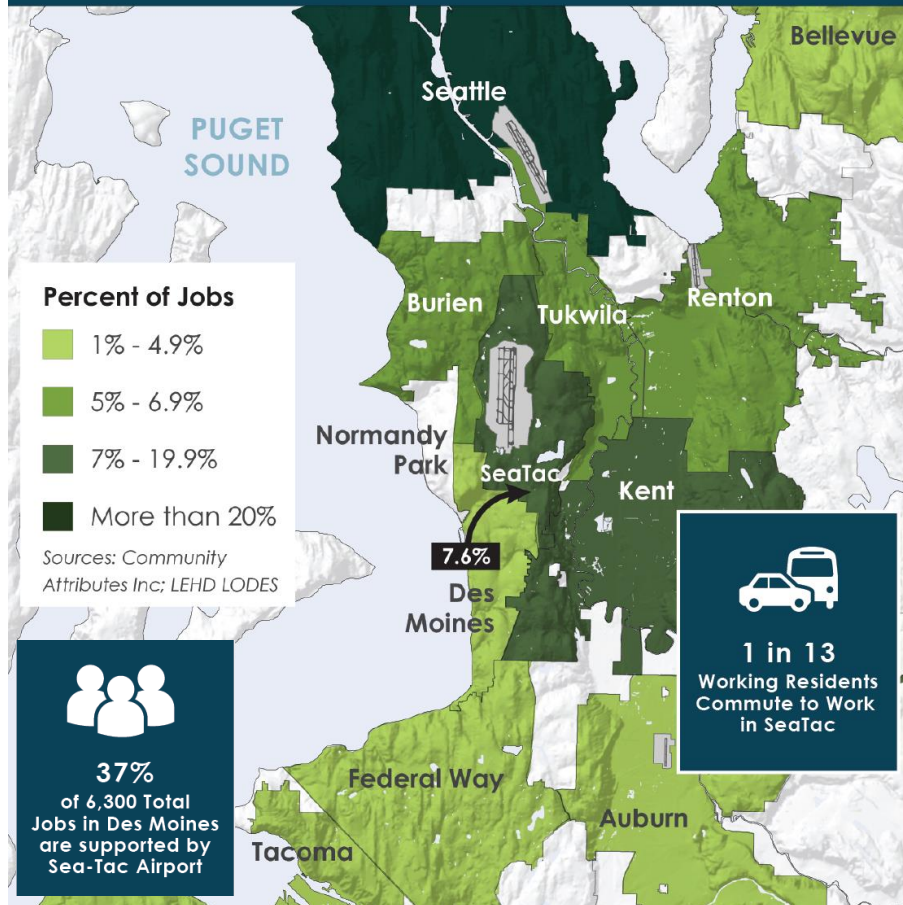 Bellevue
Seattle
PUGET
SOUND
Percent of Jobs
1% - 4.9%
5% - 6.9%
7% - 19.9%
More than 20%
Sources: Community
Attributes Inc; LEHD LODES
Burien
Tukwila
Renton
Normandy
Park
SeaTac
Kent
7.6%
Des
Moines
1 in 13
Working Residents
Commute to Work
in SeaTac
37%
of 6,300 Total
Jobs in Des Moines
are supported by
Sea-Tac Airport
Federal Way
Auburn
Tacoma